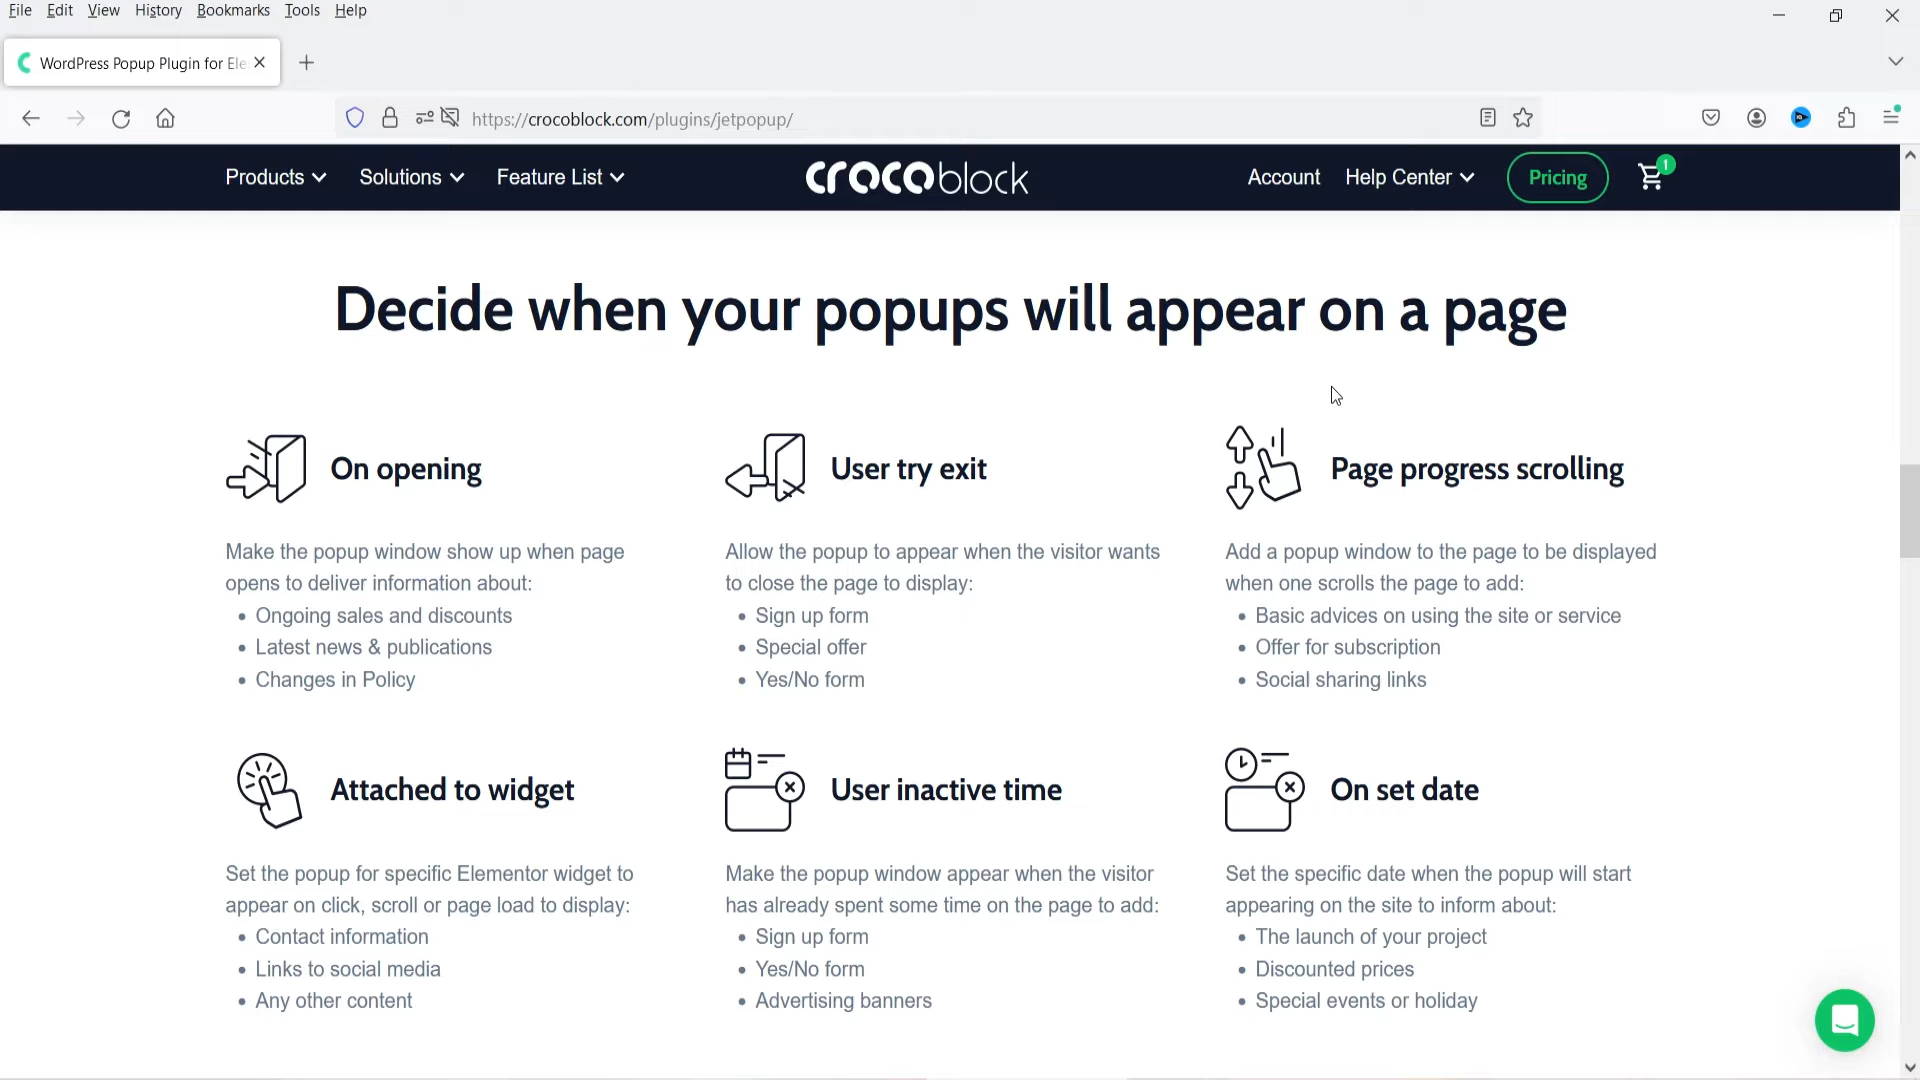 File Edit View History Bookmarks Tools Help
WordPress Popup Plugin for Ele
https://crocoblock.com/plugins/jetpopup/
Products Solutions Feature List crocoblock Account Help Center Pricing 1
Decide when your popups will appear on a page
On opening
Make the popup window show up when page
opens to deliver information about:
• Ongoing sales and discounts
• Latest news & publications
• Changes in Policy
User try exit
Allow the popup to appear when the visitor wants
to close the page to display:
• Sign up form
• Special offer
• Yes/No form
Page progress scrolling
Add a popup window to the page to be displayed
when one scrolls the page to add:
• Basic advices on using the site or service
• Offer for subscription
• Social sharing links
Attached to widget
Set the popup for specific Elementor widget to
appear on click, scroll or page load to display:
• Contact information
• Links to social media
• Any other content
User inactive time
Make the popup window appear when the visitor
has already spent some time on the page to add:
• Sign up form
• Yes/No form
• Advertising banners
On set date
Set the specific date when the popup will start
appearing on the site to inform about:
• The launch of your project
• Discounted prices
• Special events or holiday